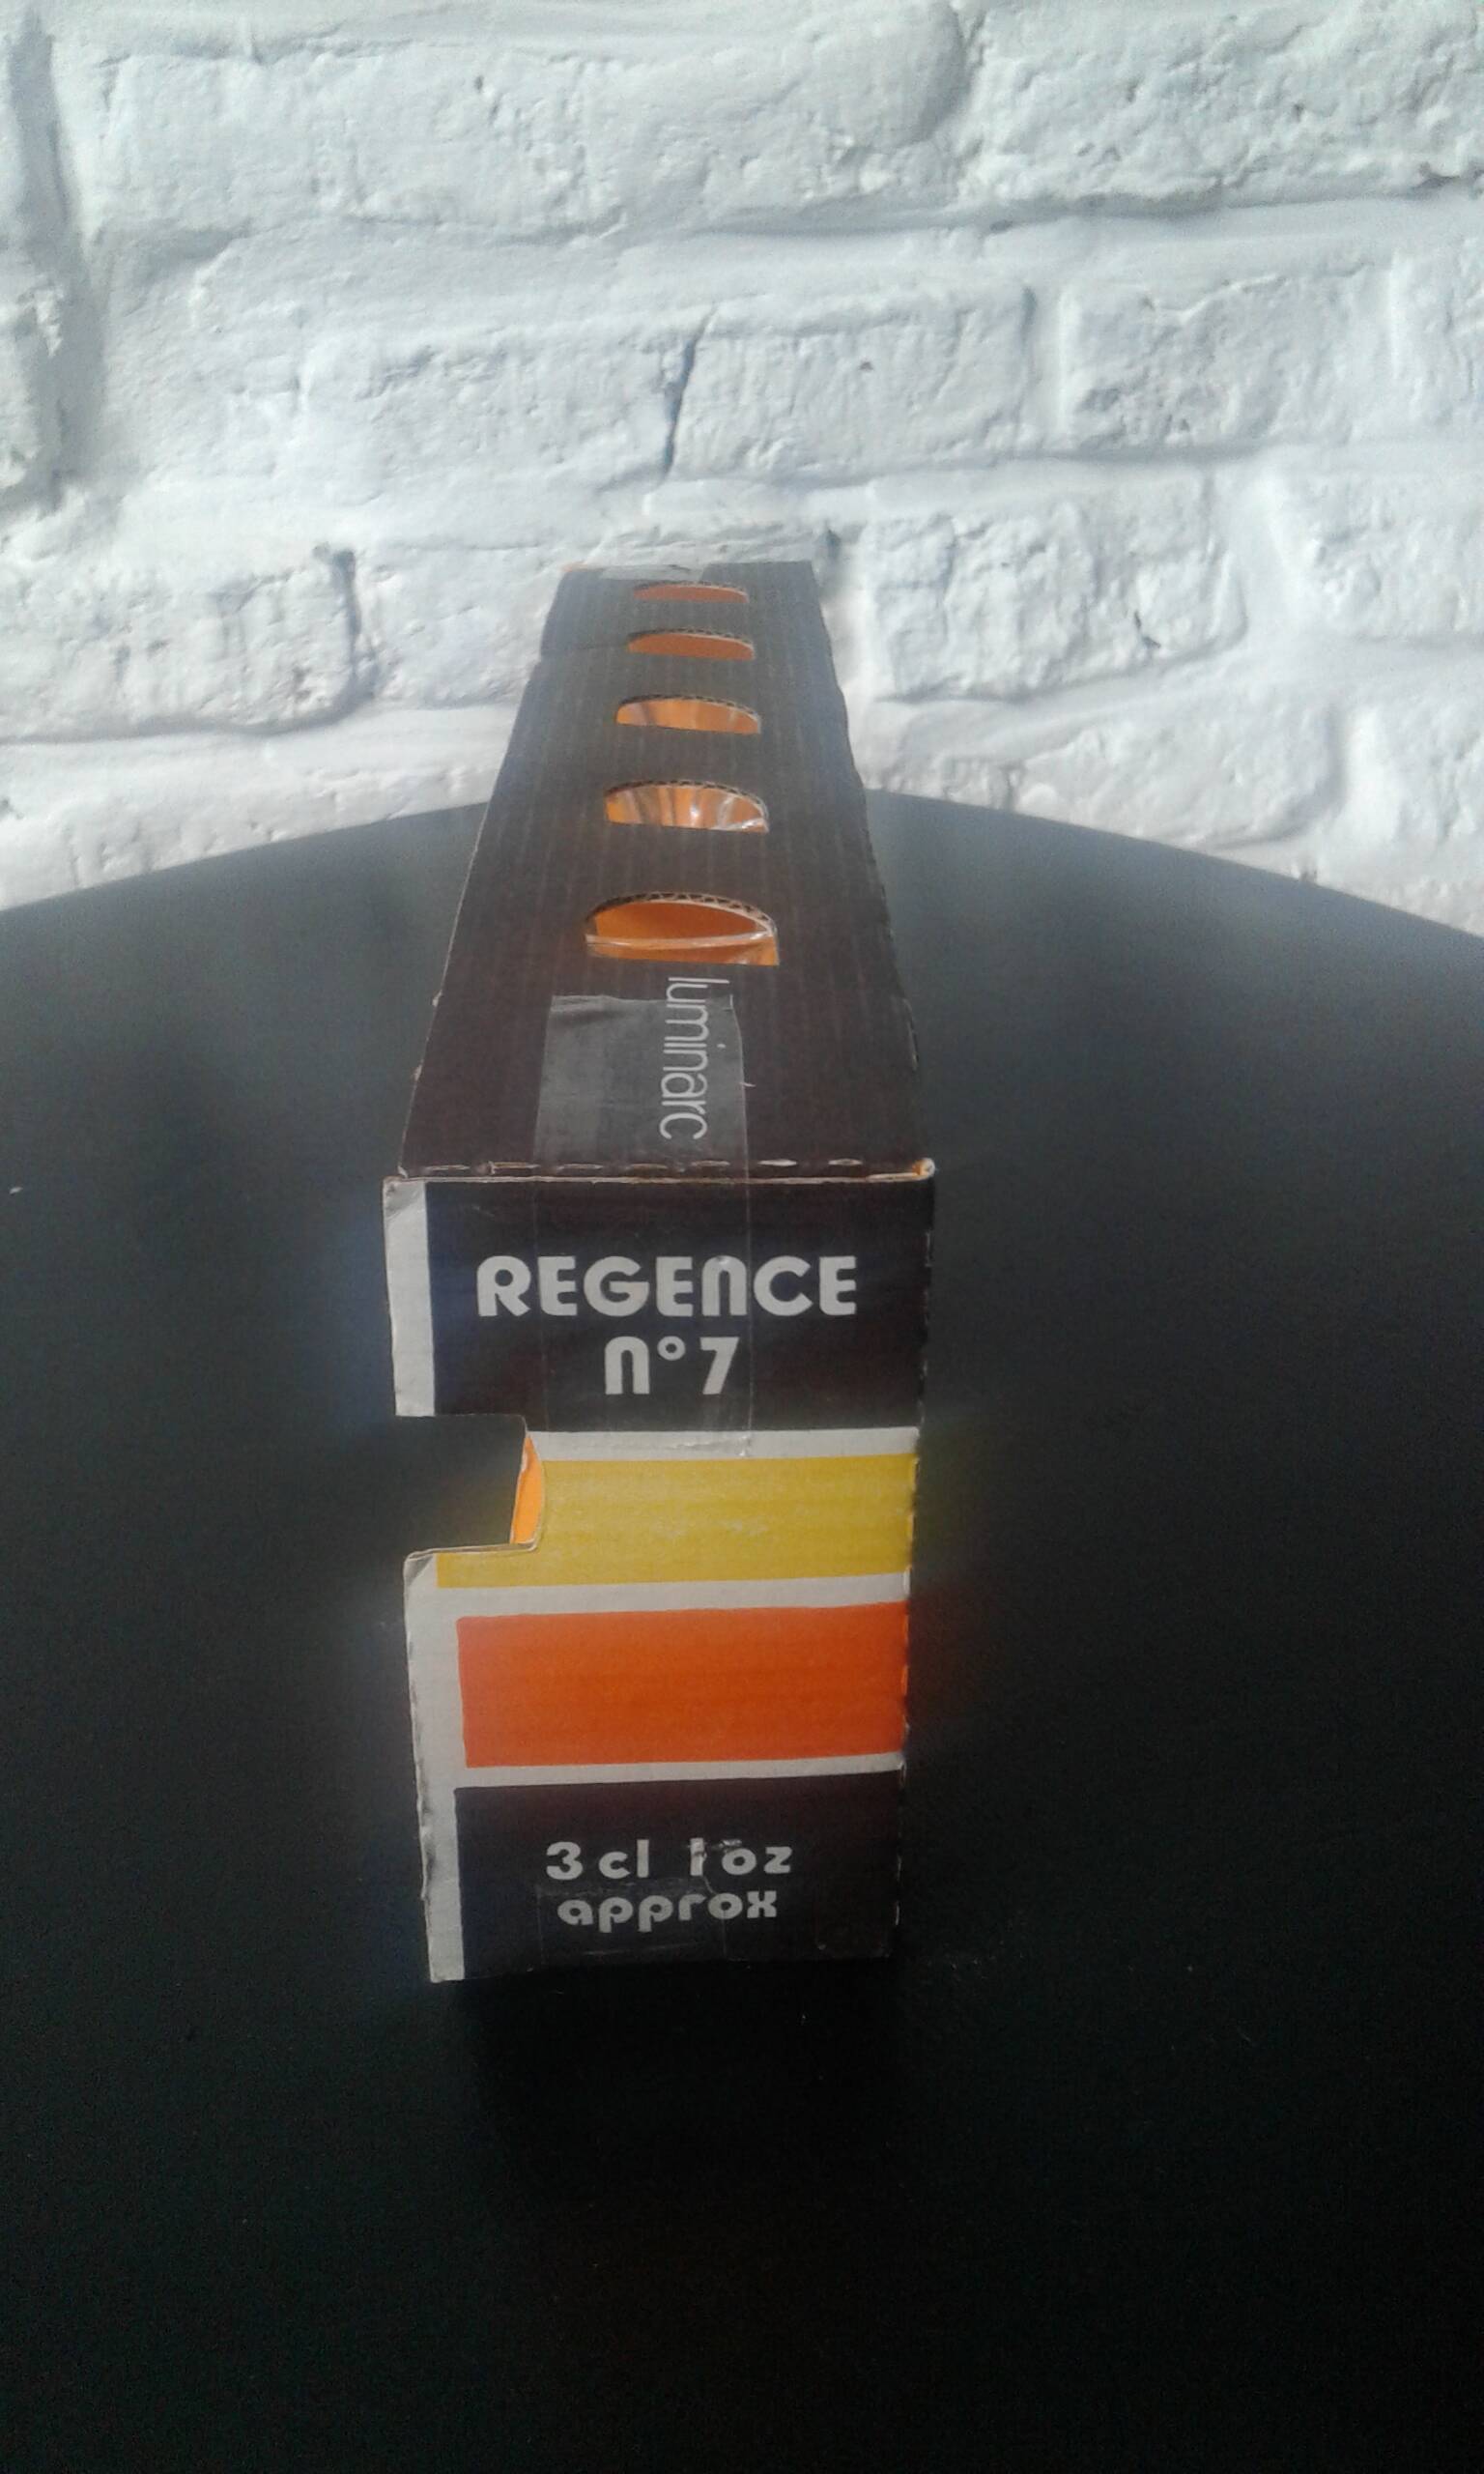 luminarc
REGENCE
n°7
3cl 1oz
approx